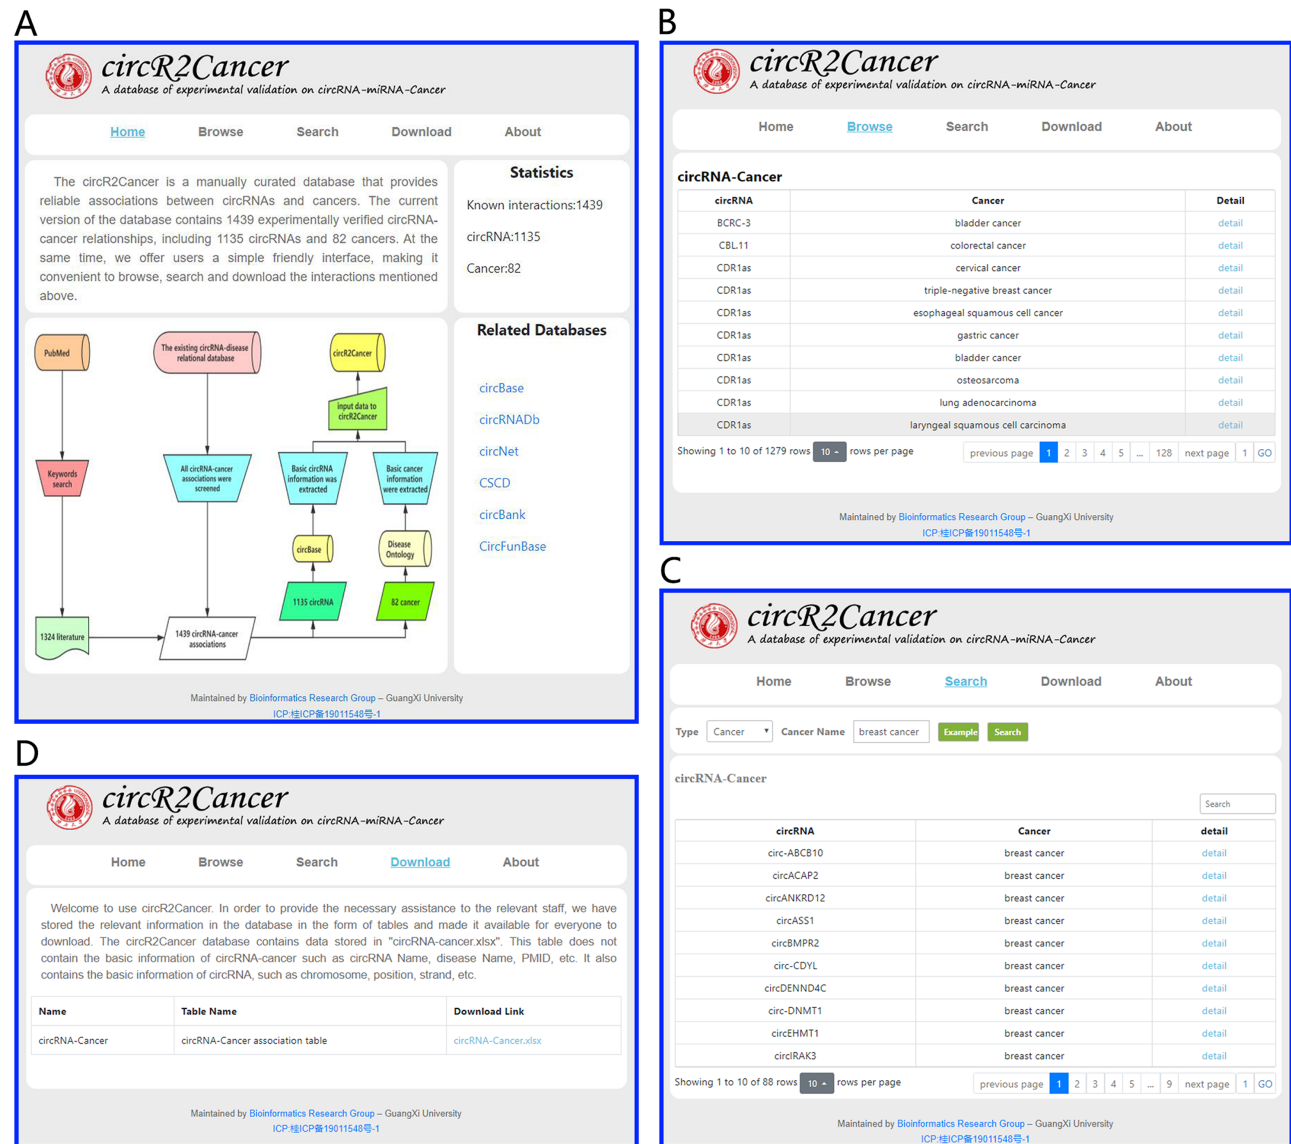 A
circR2Cancer
A database of experimental validation on circRNA-miRNA-Cancer
Home Browse Search Download About
The circR2Cancer is a manually curated database that provides
reliable associations between circRNAs and cancers. The current
version of the database contains 1439 experimentally verified circRNA-
cancer relationships, including 1135 circRNAs and 82 cancers. At the
same time, we offer users a simple friendly interface, making it
convenient to browse, search and download the interactions mentioned
above.
Statistics
Known interactions:1439
circRNA:1135
Cancer:82
PubMed
Keywords
search
1324 literature
The existing circRNA-disease
relational database
All circRNA-cancer
associations were
screened
1439 circRNA-cancer
associations
circR2Cancer
input data to
circR2Cancer
Basic circRNA
information was
extracted
Basic cancer
information
were extracted
circBase
Disease
Ontology
1135 circRNA
82 cancer
Related Databases
circBase
circRNADb
circNet
CSCD
circBank
CircFunBase
Maintained by Bioinformatics Research Group – GuangXi University
ICP:桂ICP备19011548号-1
B
circR2Cancer
A database of experimental validation on circRNA-miRNA-Cancer
Home Browse Search Download About
circRNA-Cancer
circRNA Cancer Detail
BCRC-3 bladder cancer detail
CBL.11 colorectal cancer detail
CDR1as cervical cancer detail
CDR1as triple-negative breast cancer detail
CDR1as esophageal squamous cell cancer detail
CDR1as gastric cancer detail
CDR1as bladder cancer detail
CDR1as osteosarcoma detail
CDR1as lung adenocarcinoma detail
CDR1as laryngeal squamous cell carcinoma detail
Showing 1 to 10 of 1279 rows 10 rows per page previous page 1 2 3 4 5 ... 128 next page 1 GO
Maintained by Bioinformatics Research Group – GuangXi University
ICP:桂ICP备19011548号-1
C
circR2Cancer
A database of experimental validation on circRNA-miRNA-Cancer
Home Browse Search Download About
Type Cancer Cancer Name breast cancer Example Search
circRNA-Cancer
Search
circRNA Cancer detail
circ-ABCB10 breast cancer detail
circACAP2 breast cancer detail
circANKRD12 breast cancer detail
circASS1 breast cancer detail
circBMPR2 breast cancer detail
circ-CDYL breast cancer detail
circDENND4C breast cancer detail
circ-DNMT1 breast cancer detail
circEHMT1 breast cancer detail
circIRAK3 breast cancer detail
Showing 1 to 10 of 88 rows 10 rows per page previous page 1 2 3 4 5 ... 9 next page 1 GO
Maintained by Bioinformatics Research Group – GuangXi University
ICP:桂ICP备19011548号-1
D
circR2Cancer
A database of experimental validation on circRNA-miRNA-Cancer
Home Browse Search Download About
Welcome to use circR2Cancer. In order to provide the necessary assistance to the relevant staff, we have
stored the relevant information in the database in the form of tables and made it available for everyone to
download. The circR2Cancer database contains data stored in "circRNA-cancer.xlsx". This table does not
contain the basic information of circRNA-cancer such as circRNA Name, disease Name, PMID, etc. It also
contains the basic information of circRNA, such as chromosome, position, strand, etc.
Name Table Name Download Link
circRNA-Cancer circRNA-Cancer association table circRNA-Cancer.xlsx
Maintained by Bioinformatics Research Group – GuangXi University
ICP:桂ICP备19011548号-1